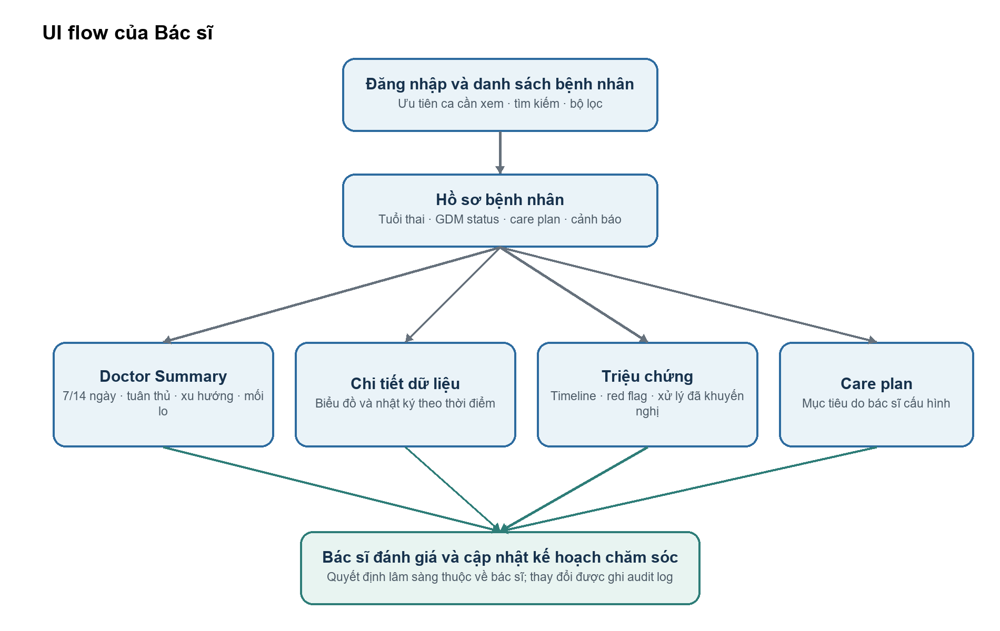 UI flow của Bác sĩ
Đăng nhập và danh sách bệnh nhân
Ưu tiên ca cần xem · tìm kiếm · bộ lọc
Hồ sơ bệnh nhân
Tuổi thai · GDM status · care plan · cảnh báo
Doctor Summary
7/14 ngày · tuân thủ · xu hướng · mối
lo
Chi tiết dữ liệu
Biểu đồ và nhật ký theo thời điểm
Triệu chứng
Timeline · red flag · xử lý đã khuyến
nghị
Care plan
Mục tiêu do bác sĩ cấu hình
Bác sĩ đánh giá và cập nhật kế hoạch chăm sóc
Quyết định lâm sàng thuộc về bác sĩ; thay đổi được ghi audit log